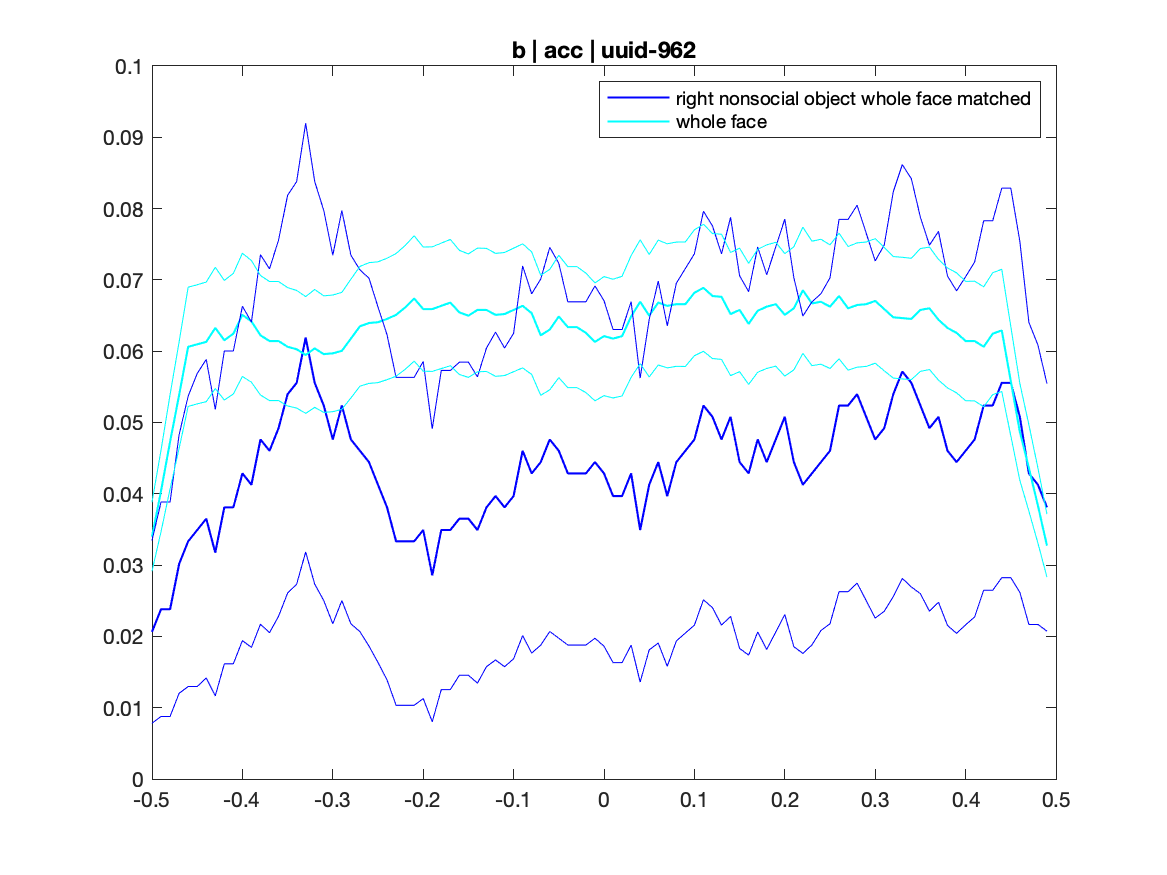 b | acc | uuid-962
right nonsocial object whole face matched
whole face
0.1
0.09
0.08
0.07
0.06
0.05
0.04
0.03
0.02
0.01
0
-0.5 -0.4 -0.3 -0.2 -0.1 0 0.1 0.2 0.3 0.4 0.5